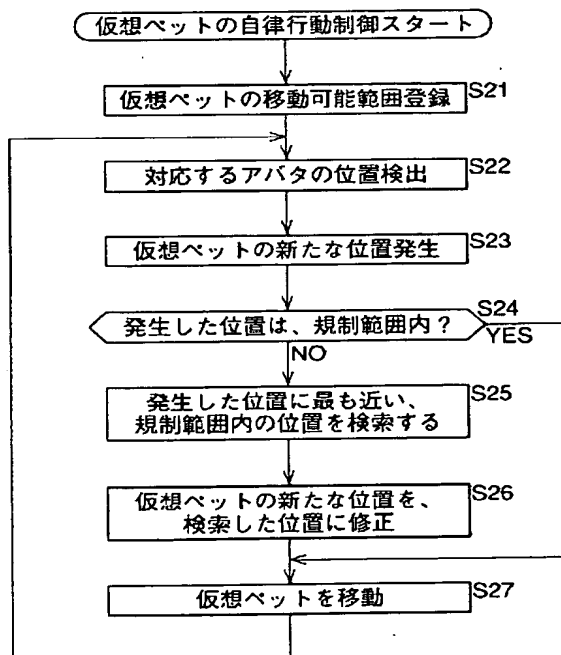 仮想ペットの自律行動制御スタート
仮想ペットの移動可能範囲登録 S21
対応するアバタの位置検出 S22
仮想ペットの新たな位置発生 S23
発生した位置は、規制範囲内？ S24
YES
NO
発生した位置に最も近い、 S25
規制範囲内の位置を検索する
仮想ペットの新たな位置を、 S26
検索した位置に修正
仮想ペットを移動 S27